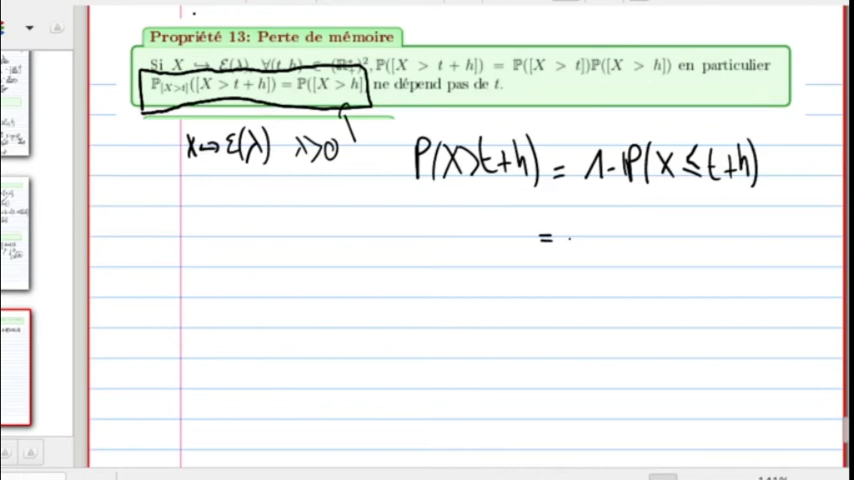 Propriété 13: Perte de mémoire
Si X ↪ ℰ(λ), ∀(t, h) ∈ (ℝ₊*)², ℙ([X > t + h]) = ℙ([X > t])ℙ([X > h]) en particulier
ℙ[X>t]([X > t + h]) = ℙ([X > h]) ne dépend pas de t.
X ↪ ℰ(λ) λ>0 P(X>t+h) = 1-ℙ(X ≤ t+h)
=